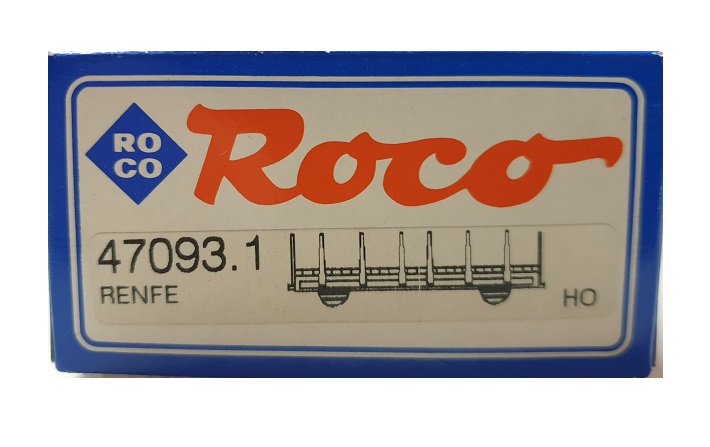 RO
CO
Roco
47093.1
RENFE
HO